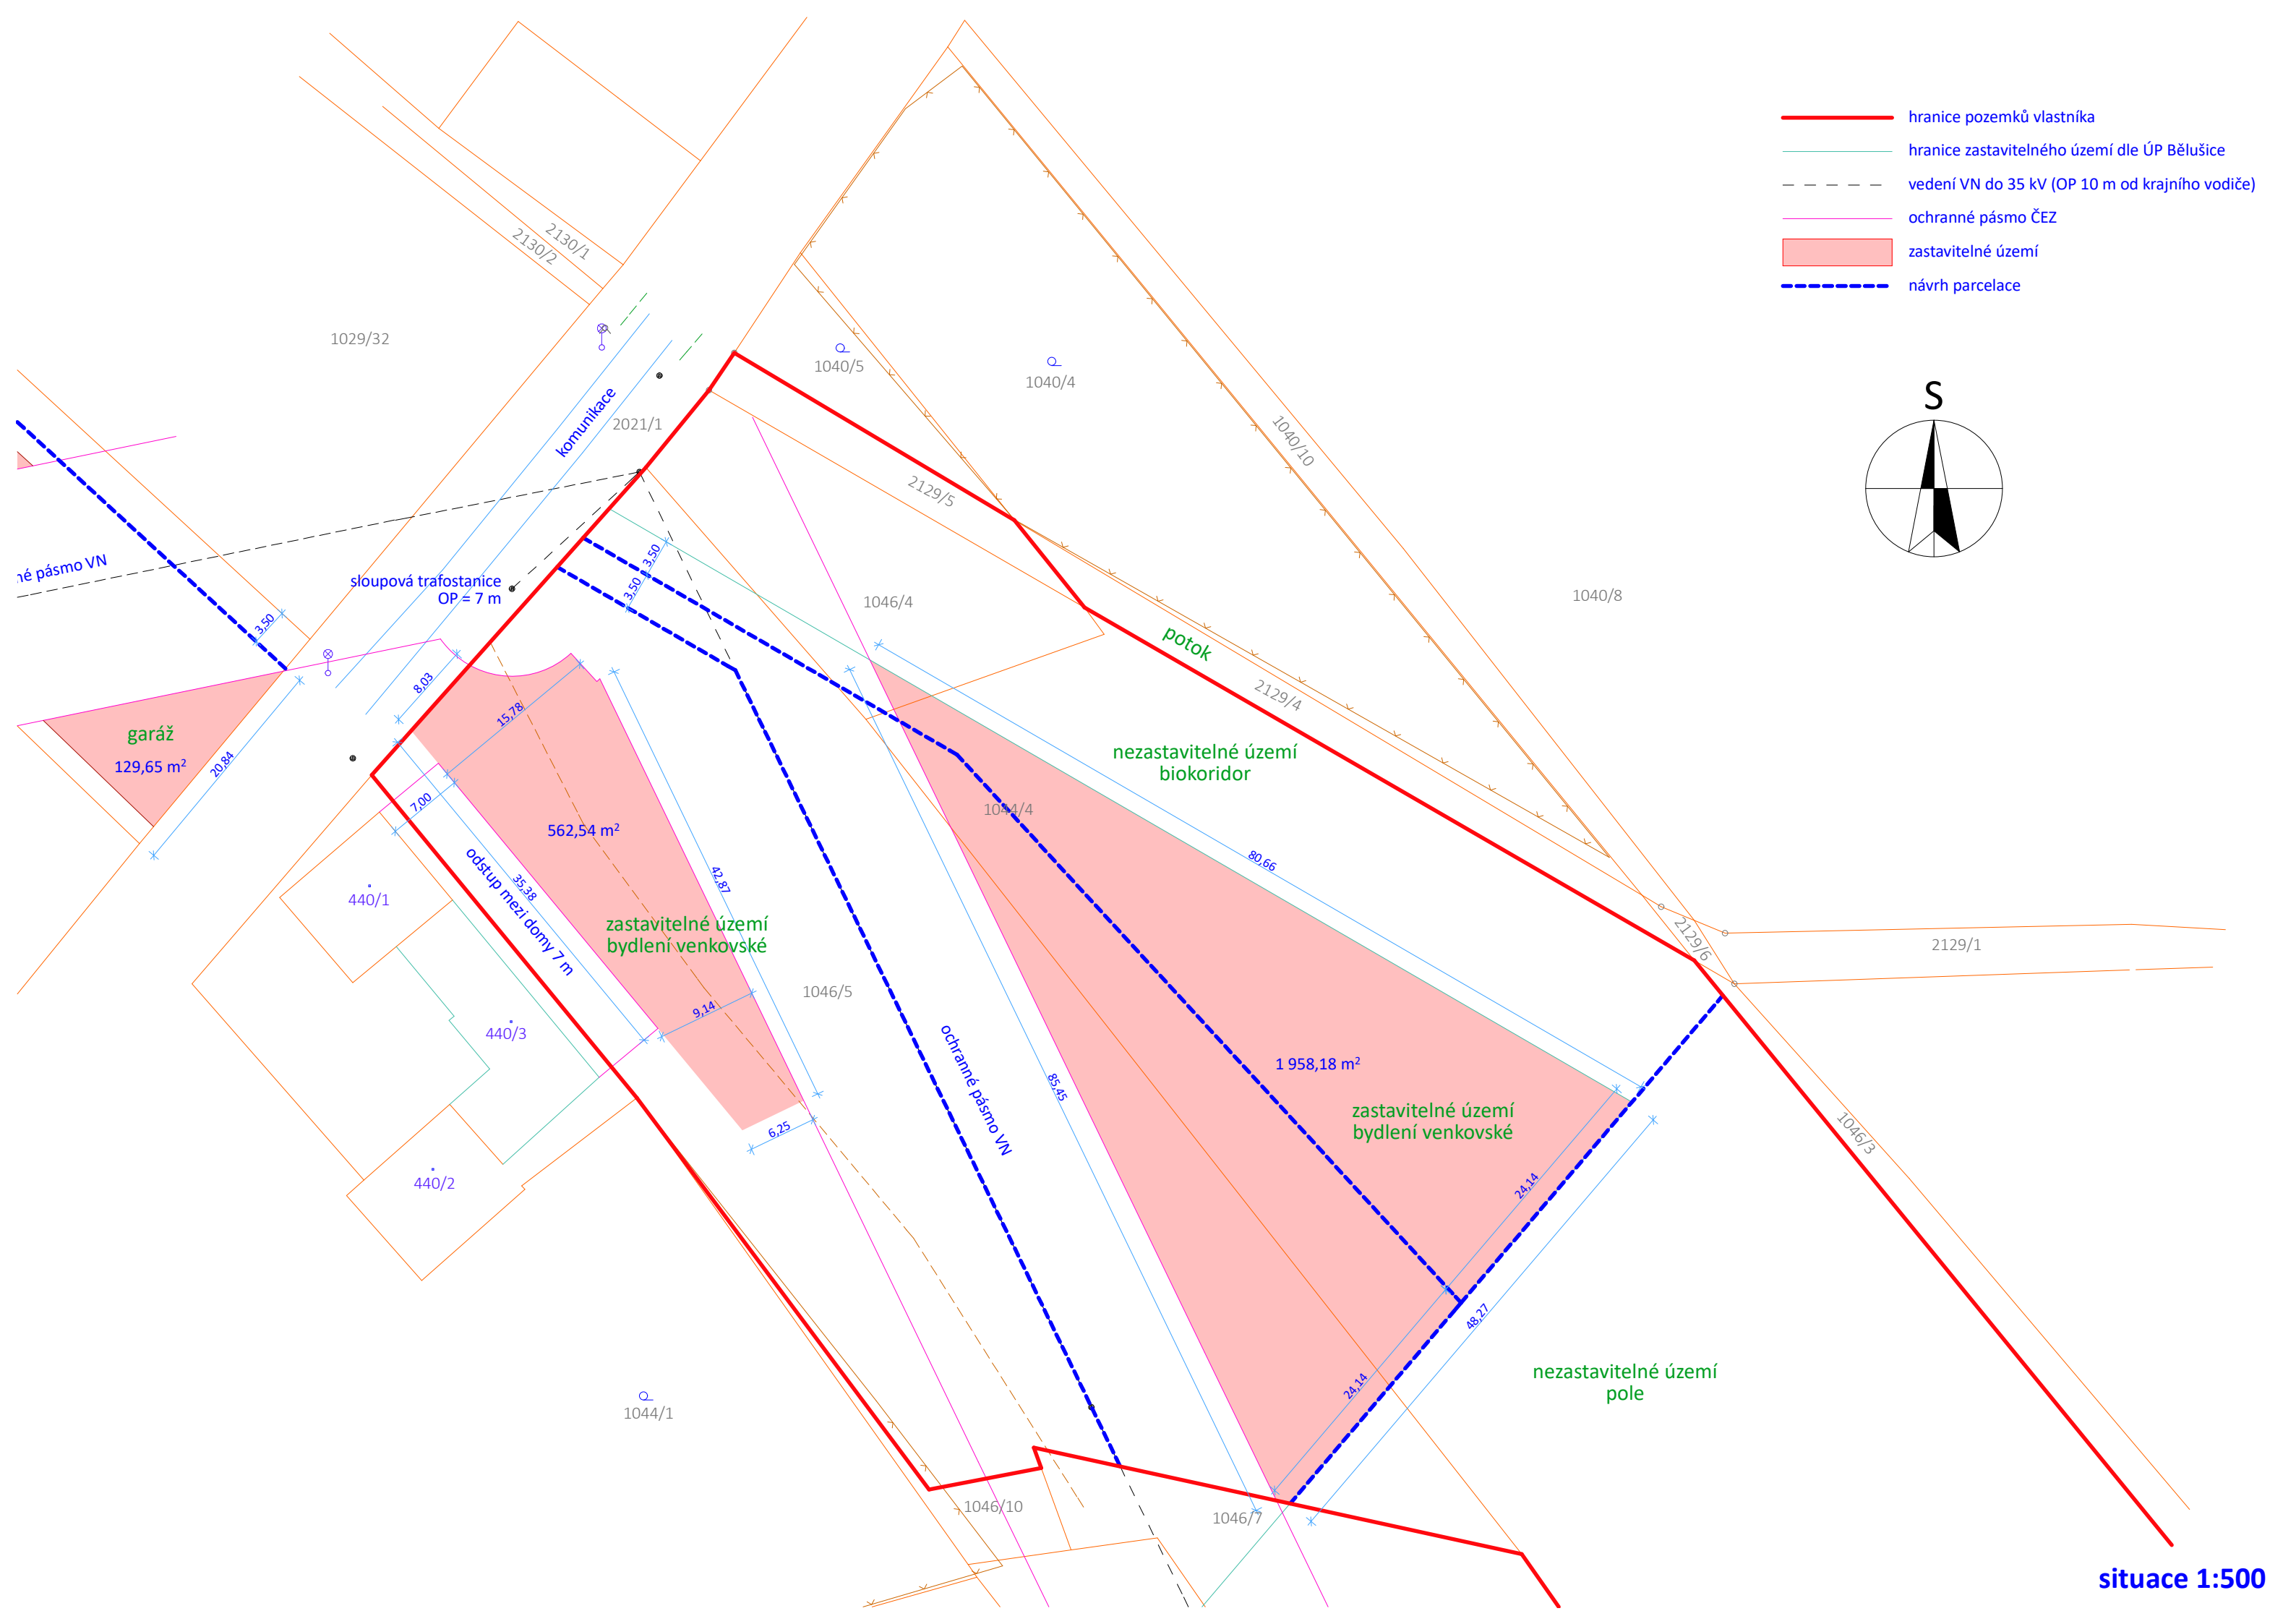 hranice pozemků vlastníka
hranice zastavitelného území dle ÚP Bělušice
vedení VN do 35 kV (OP 10 m od krajního vodiče)
ochranné pásmo ČEZ
zastavitelné území
návrh parcelace
S
2130/1
2130/2
1029/32
komunikace
2021/1
1040/5
1040/4
1040/10
1040/8
2129/5
pásmo VN
sloupová trafostanice
OP = 7 m
3,50
3,50
3,50
1046/4
potok
2129/4
8,03
15,78
garáž
129,65 m²
20,84
7,00
nezastavitelné území
biokoridor
1044/4
562,54 m²
80,66
440/1
odstup mezi domy 7 m
35,38
42,87
zastavitelné území
bydlení venkovské
2129/6
2129/1
1046/5
9,14
440/3
ochranné pásmo VN
85,45
1 958,18 m²
zastavitelné území
bydlení venkovské
6,25
1046/3
440/2
24,14
48,27
24,14
nezastavitelné území
pole
1044/1
1046/10
1046/7
situace 1:500